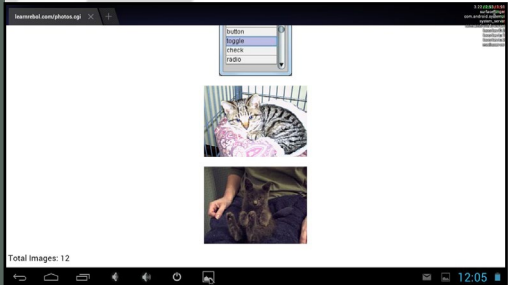 learnrebol.com/photos.cgi
button
toggle
check
radio
Total Images: 12
12:05